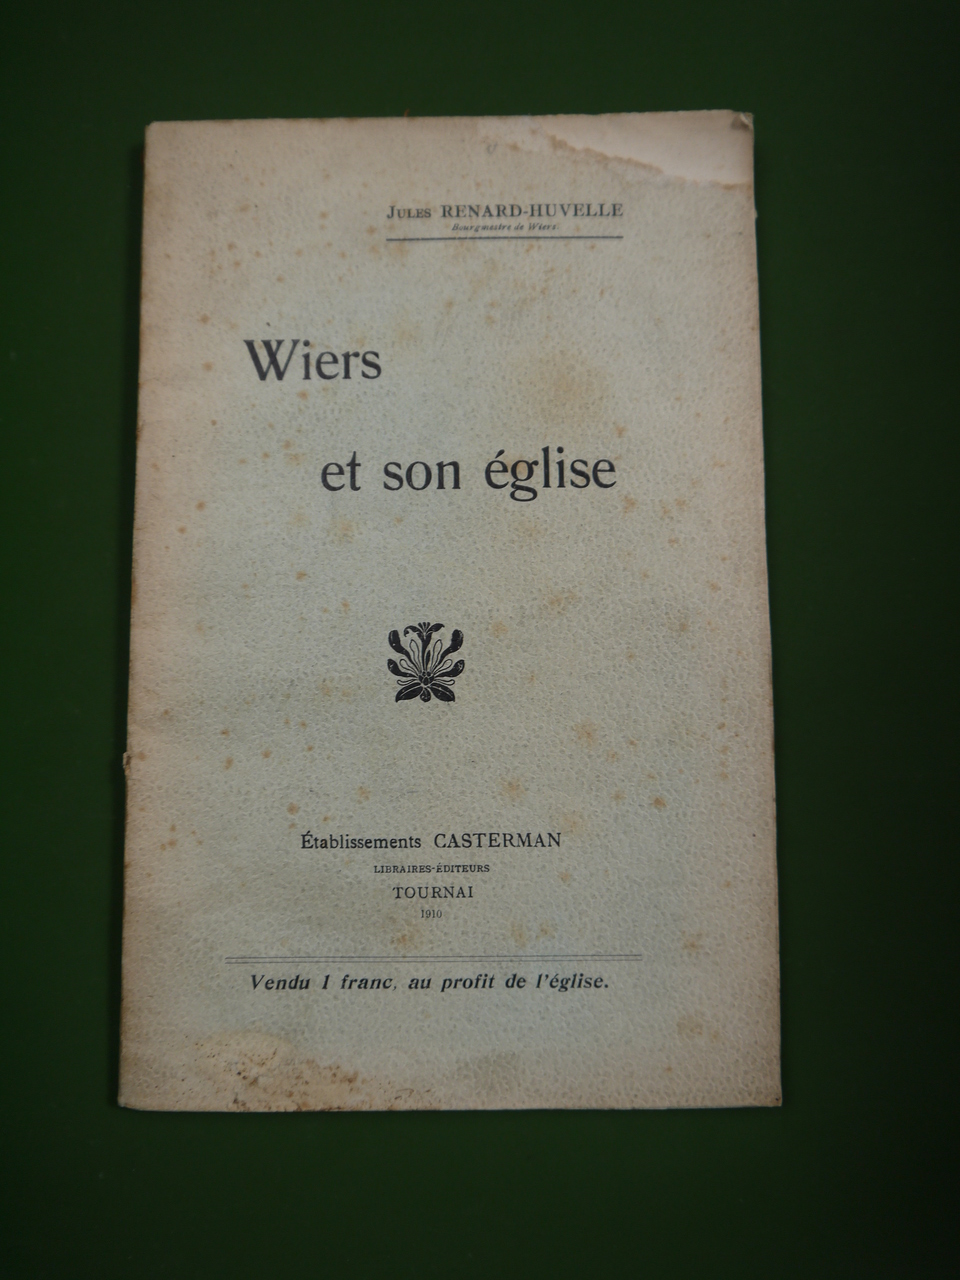 Jules RENARD-HUVELLE
Bourgmestre de Wiers
Wiers
et son église
Établissements CASTERMAN
LIBRAIRES-ÉDITEURS
TOURNAI
1910
Vendu 1 franc, au profit de l'église.